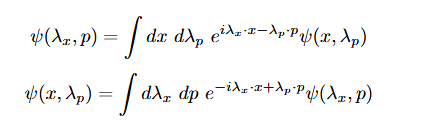 ψ(λ_x, p) = ∫ dx dλ_p e^{iλ_x·x−λ_p·p} ψ(x, λ_p)
ψ(x, λ_p) = ∫ dλ_x dp e^{−iλ_x·x+λ_p·p} ψ(λ_x, p)